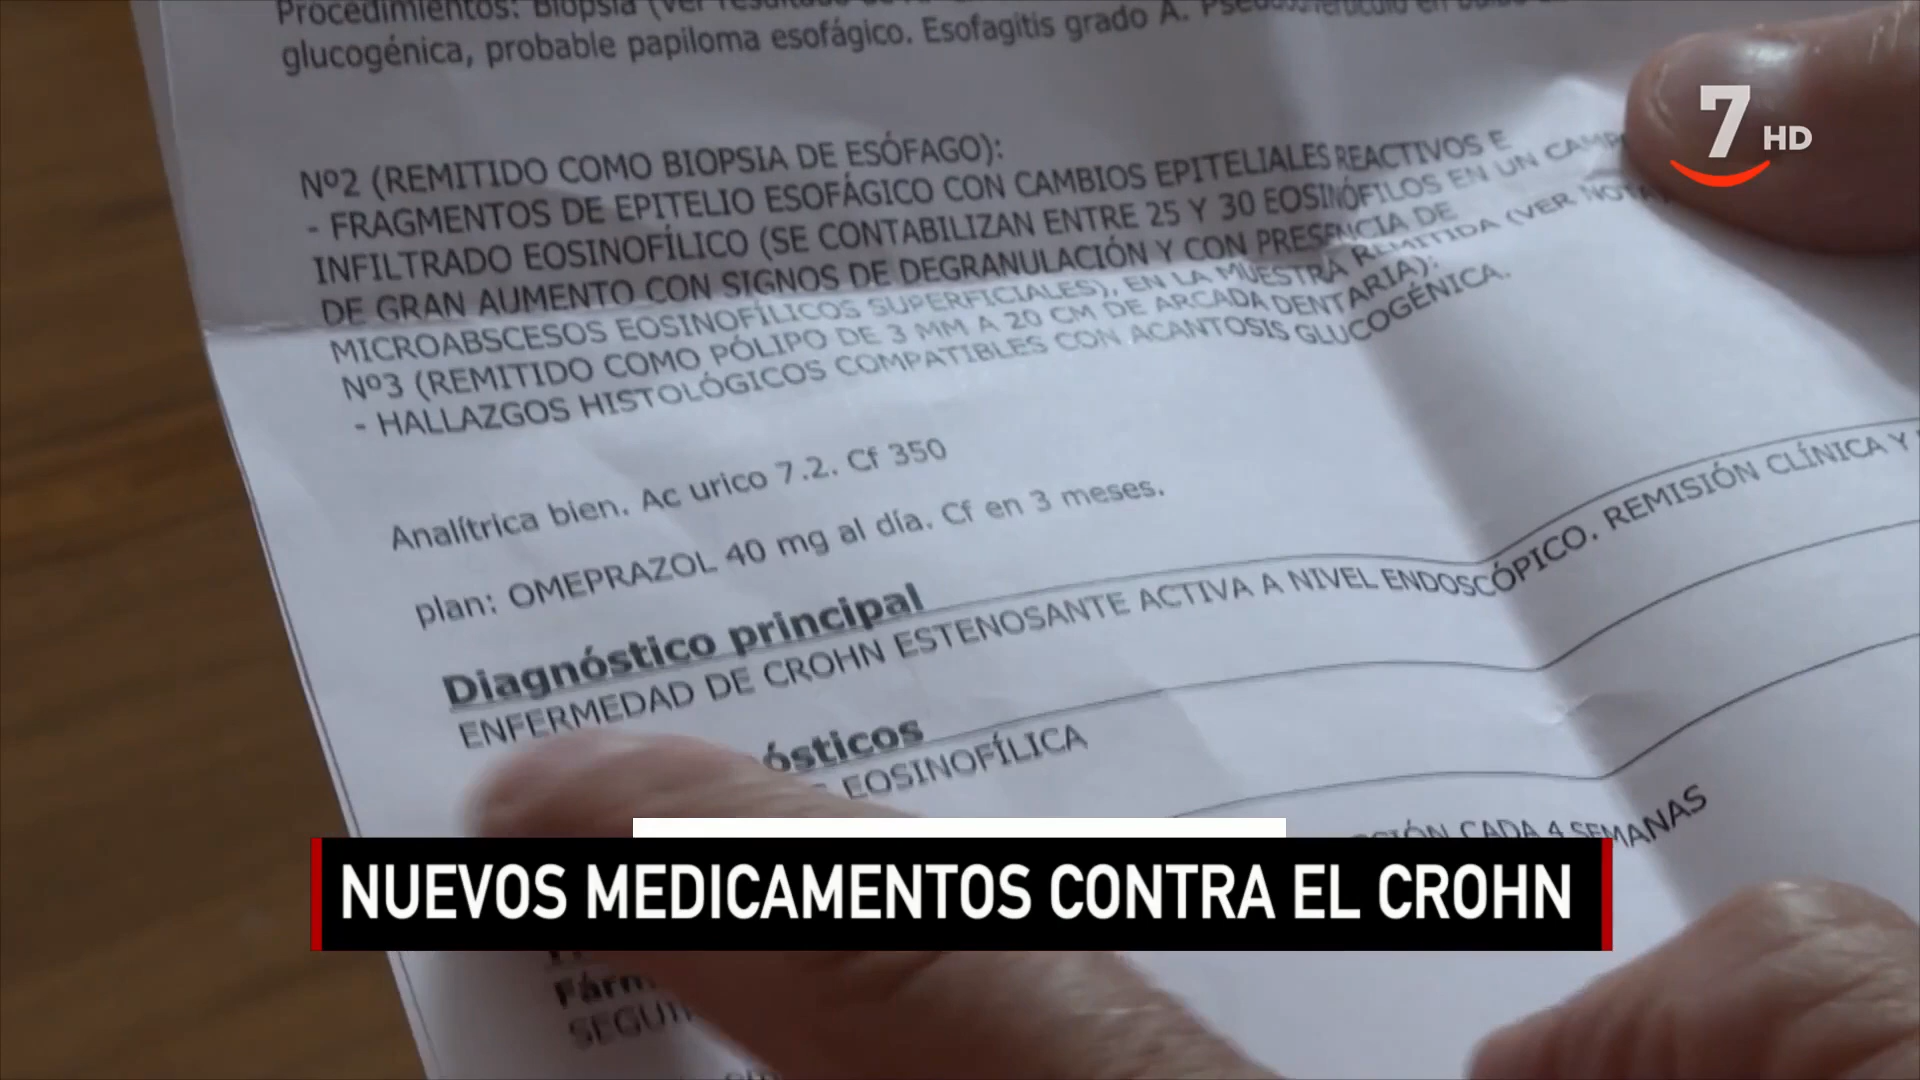 Procedimientos: Biopsia (ver
glucogénica, probable papiloma esofágico. Esofagitis grado A.
Nº2 (REMITIDO COMO BIOPSIA DE ESÓFAGO):
- FRAGMENTOS DE EPITELIO ESOFÁGICO CON CAMBIOS EPITELIALES REACTIVOS E
INFILTRADO EOSINOFÍLICO (SE CONTABILIZAN ENTRE 25 Y 30 EOSINÓFILOS EN UN CAMPO
DE GRAN AUMENTO CON SIGNOS DE DEGRANULACIÓN Y CON PRESENCIA DE
MICROABSCESOS EOSINOFÍLICOS SUPERFICIALES), EN LA MUESTRA REMITIDA (VER NOTA
Nº3 (REMITIDO COMO PÓLIPO DE 3 MM A 20 CM DE ARCADA DENTARIA):
- HALLAZGOS HISTOLÓGICOS COMPATIBLES CON ACANTOSIS GLUCOGÉNICA.
Analítrica bien. Ac urico 7.2. Cf 350
plan: OMEPRAZOL 40 mg al día. Cf en 3 meses.
Diagnóstico principal
ENFERMEDAD DE CROHN ESTENOSANTE ACTIVA A NIVEL ENDOSCÓPICO. REMISIÓN CLÍNICA Y
ósticos
EOSINOFÍLICA
CADA 4 SEMANAS
Fárm
SEGUI
7 HD
NUEVOS MEDICAMENTOS CONTRA EL CROHN